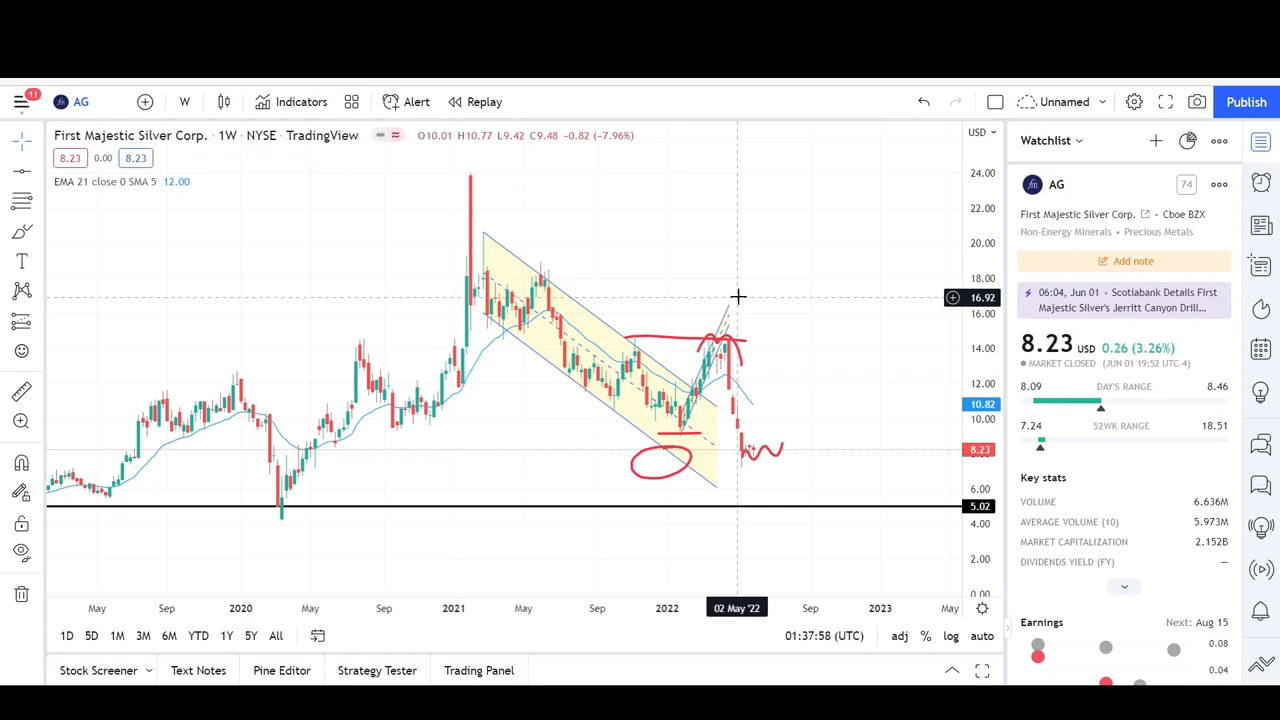 11 AG W Indicators Alert Replay Unnamed Publish
First Majestic Silver Corp. · 1W · NYSE · TradingView O10.01 H10.77 L9.42 C9.48 -0.82 (-7.96%)
8.23 0.00 8.23
EMA 21 close 0 SMA 5 12.00
USD
24.00
22.00
20.00
18.00
16.92
16.00
14.00
12.00
10.82
10.00
8.23
6.00
5.02
4.00
2.00
0.00
May Sep 2020 May Sep 2021 May Sep 2022 02 May '22 Sep 2023 May
1D 5D 1M 3M 6M YTD 1Y 5Y All 01:37:58 (UTC) adj % log auto
Stock Screener Text Notes Pine Editor Strategy Tester Trading Panel
Watchlist
AG 74
First Majestic Silver Corp. · Cboe BZX
Non-Energy Minerals · Precious Metals
Add note
06:04, Jun 01 · Scotiabank Details First
Majestic Silver's Jerritt Canyon Drill...
8.23 USD 0.26 (3.26%)
MARKET CLOSED (JUN 01 19:52 UTC-4)
8.09 DAY'S RANGE 8.46
7.24 52WK RANGE 18.51
Key stats
VOLUME 6.636M
AVERAGE VOLUME (10) 5.973M
MARKET CAPITALIZATION 2.152B
DIVIDENDS YIELD (FY) —
Earnings Next: Aug 15
0.08
0.04